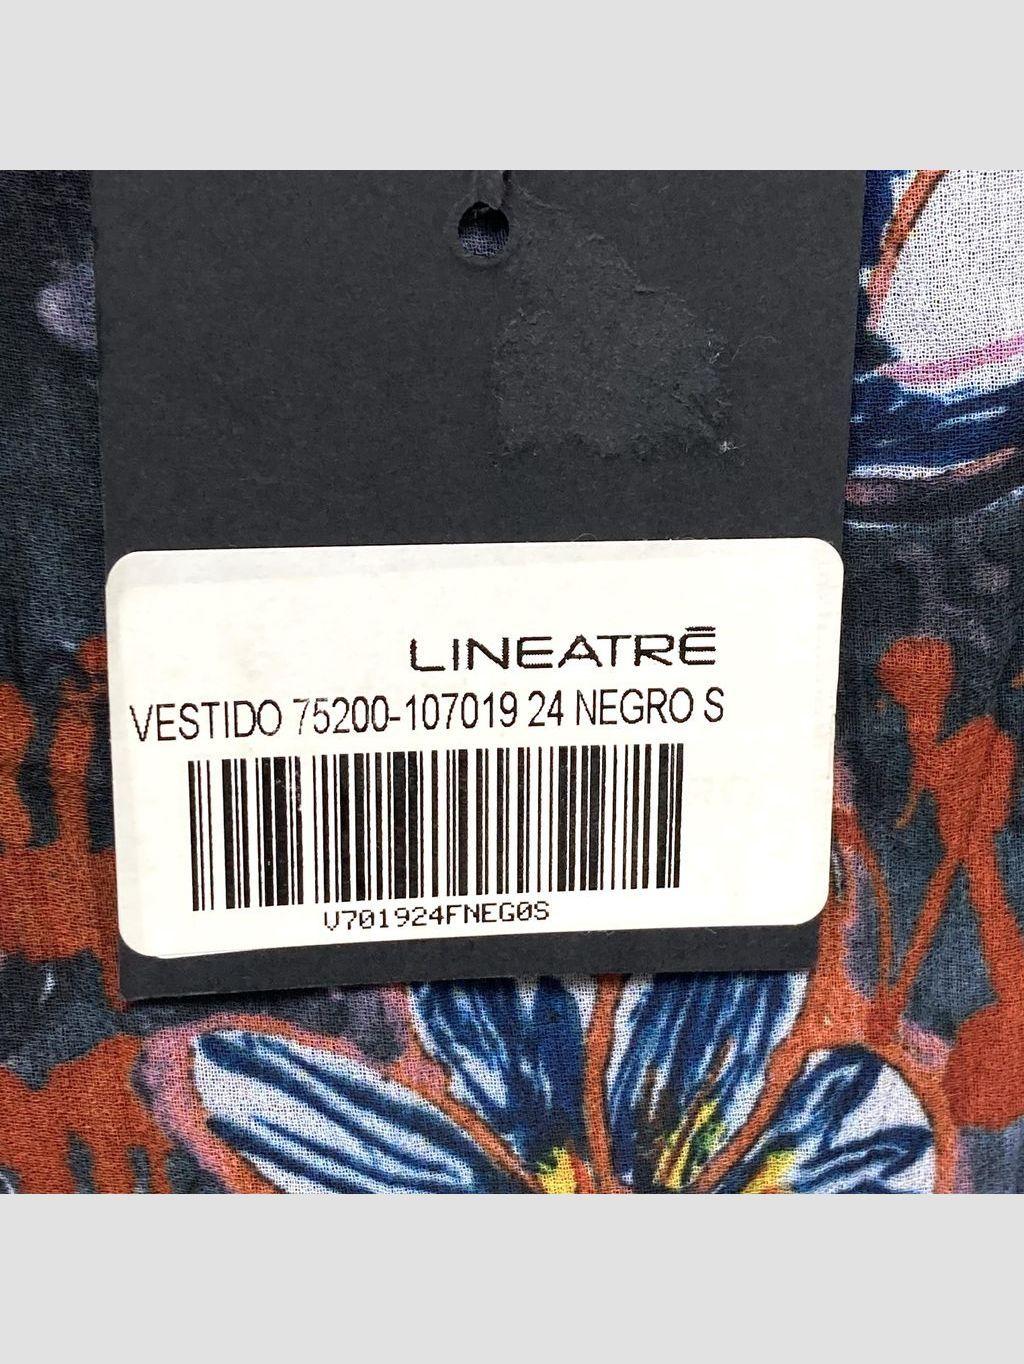 LINEATRĒ
VESTIDO 75200-107019 24 NEGRO S
V701924FNEG0S